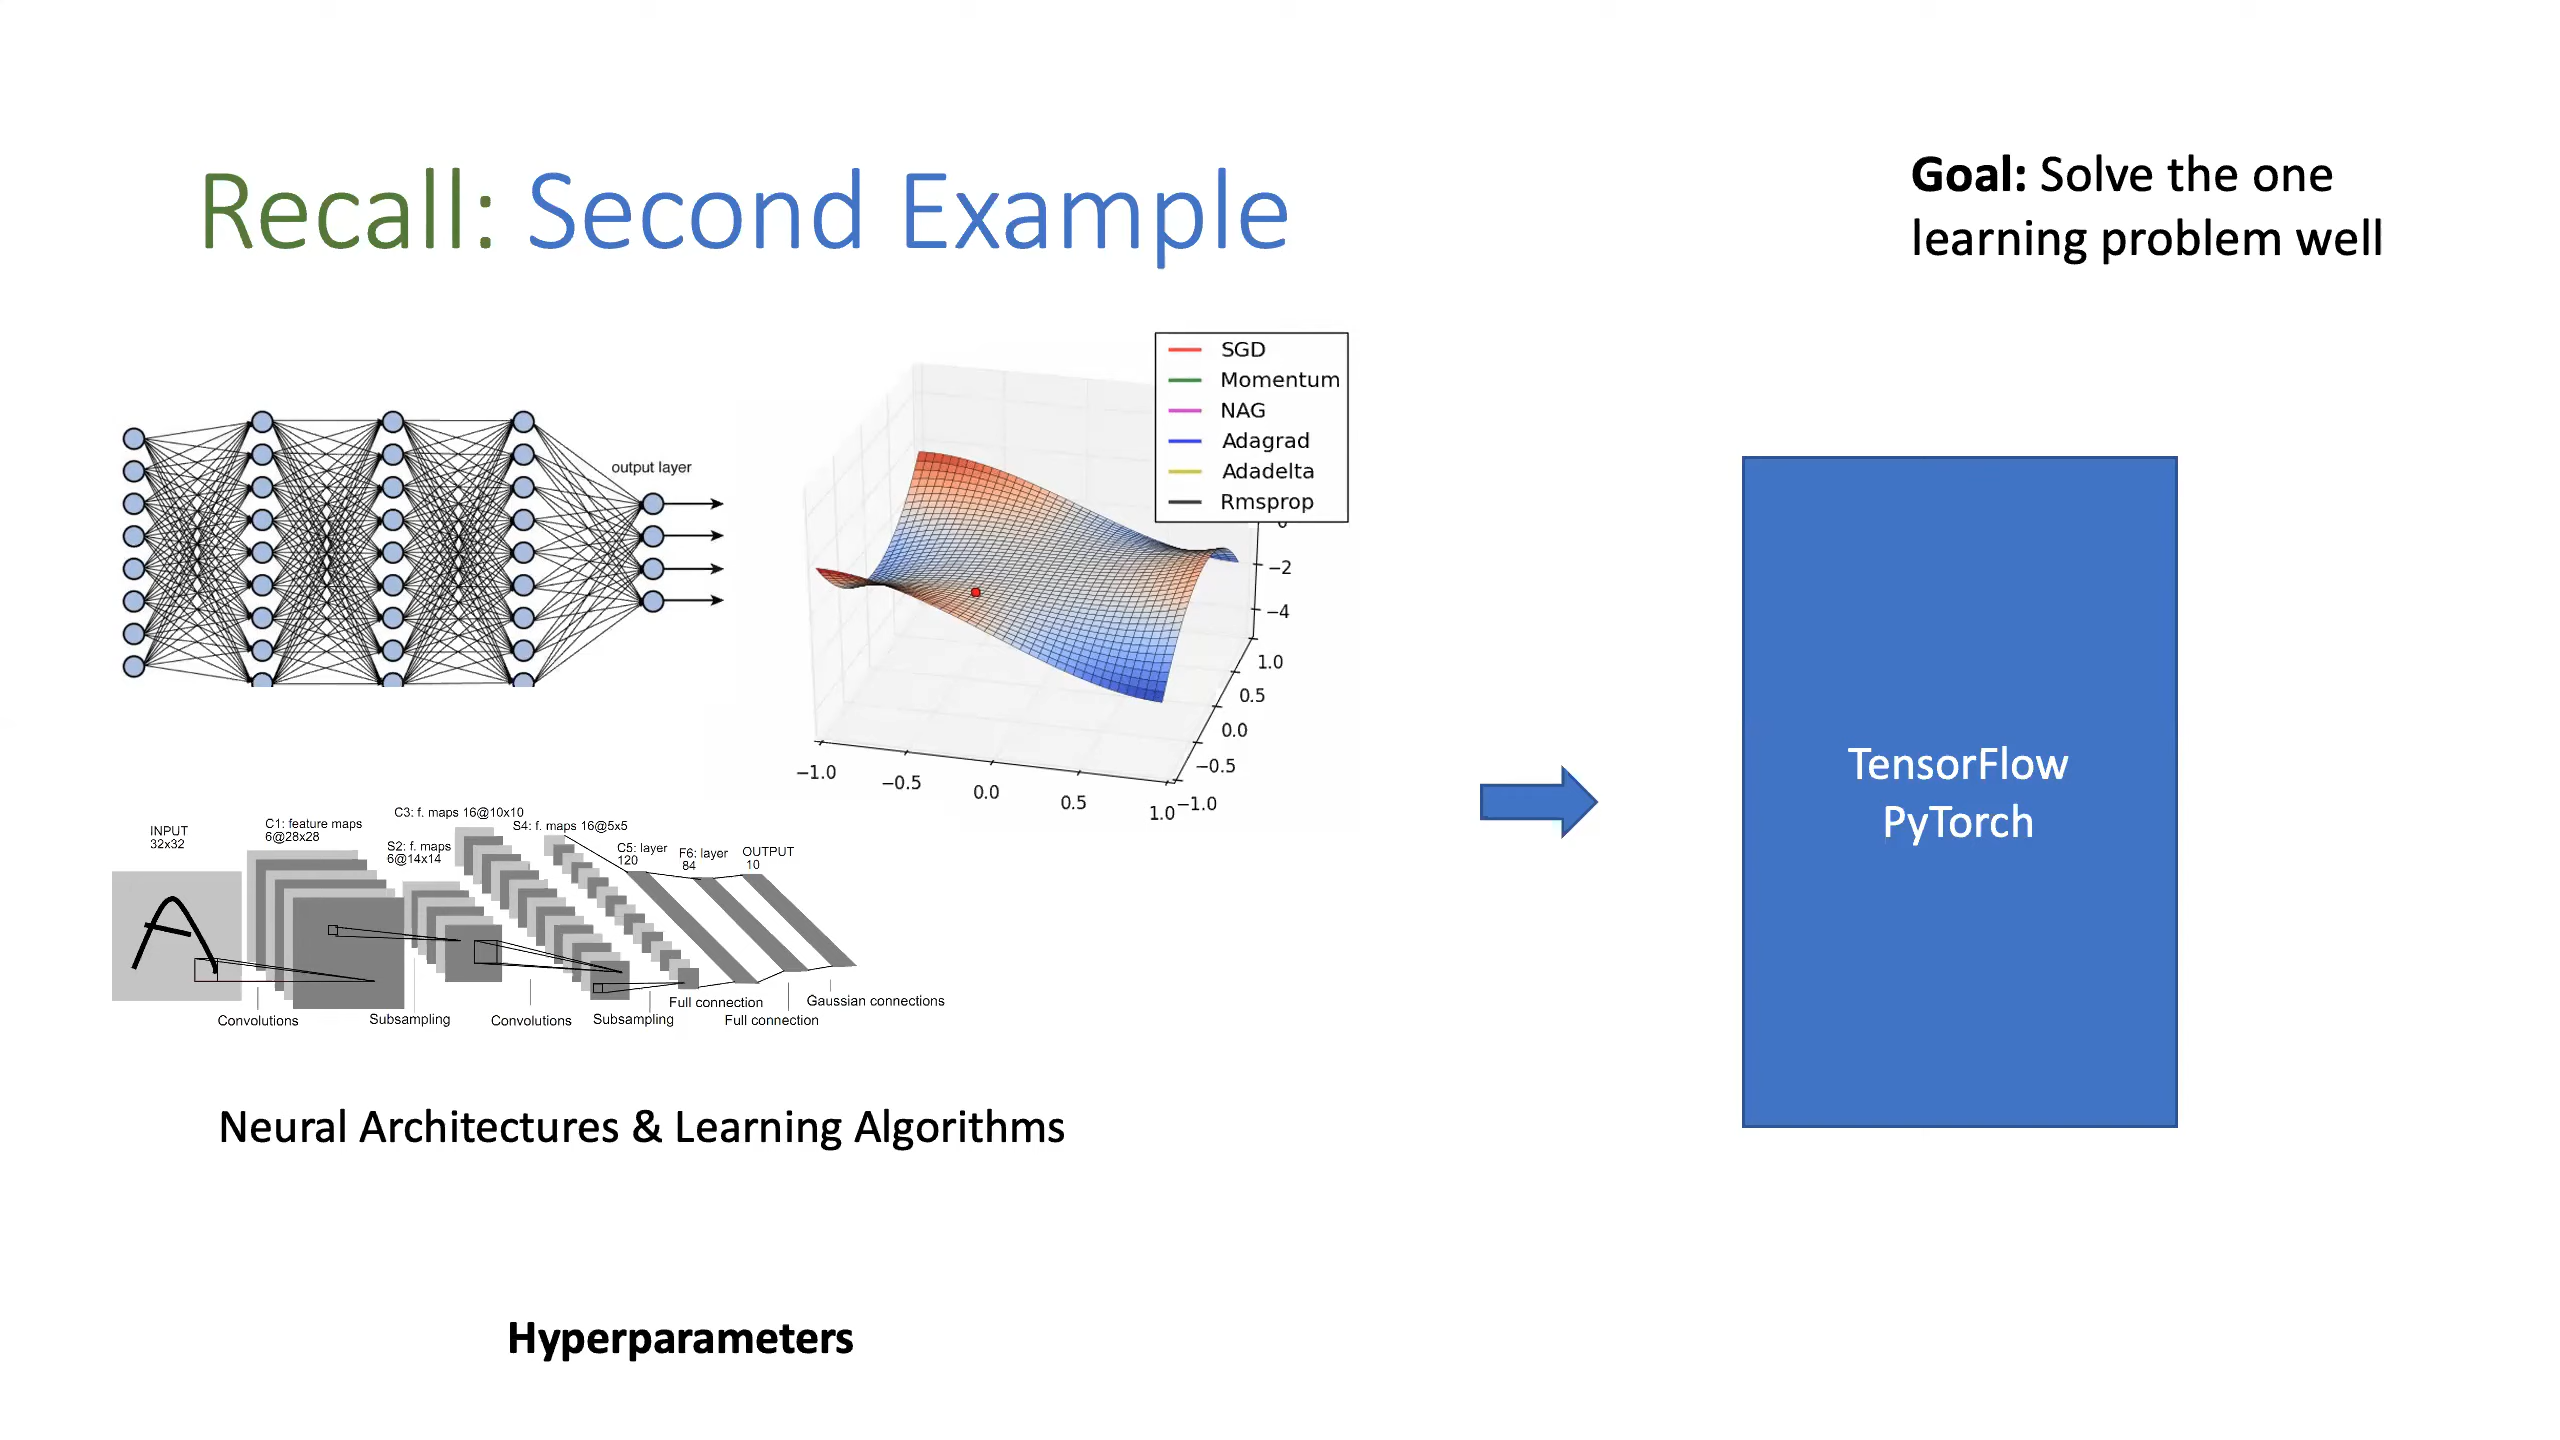 Recall: Second Example
Goal: Solve the one
learning problem well
output layer
SGD
Momentum
NAG
Adagrad
Adadelta
Rmsprop
0
−2
−4
1.0
0.5
0.0
−0.5
−1.0
−1.0
−0.5
0.0
0.5
1.0
INPUT
32x32
C1: feature maps
6@28x28
S2: f. maps
6@14x14
C3: f. maps 16@10x10
S4: f. maps 16@5x5
C5: layer
120
F6: layer
84
OUTPUT
10
Convolutions
Subsampling
Convolutions
Subsampling
Full connection
Full connection
Gaussian connections
TensorFlow
PyTorch
Neural Architectures & Learning Algorithms
Hyperparameters